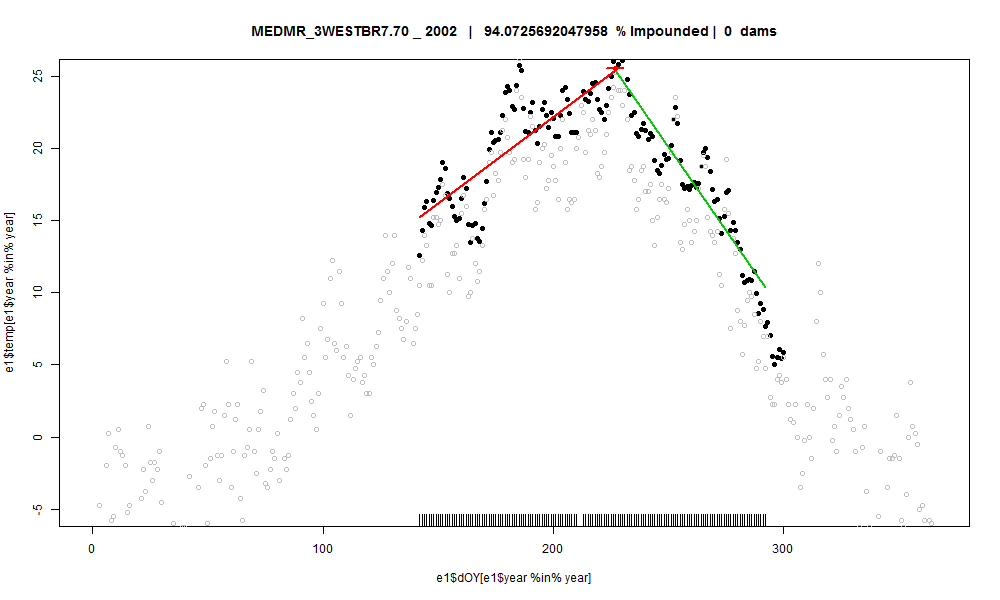 MEDMR_3WESTBR7.70 _ 2002 | 94.0725692047958 % Impounded | 0 dams
e1$temp[e1$year %in% year]
25
20
15
10
5
0
-5
0 100 200 300
e1$dOY[e1$year %in% year]